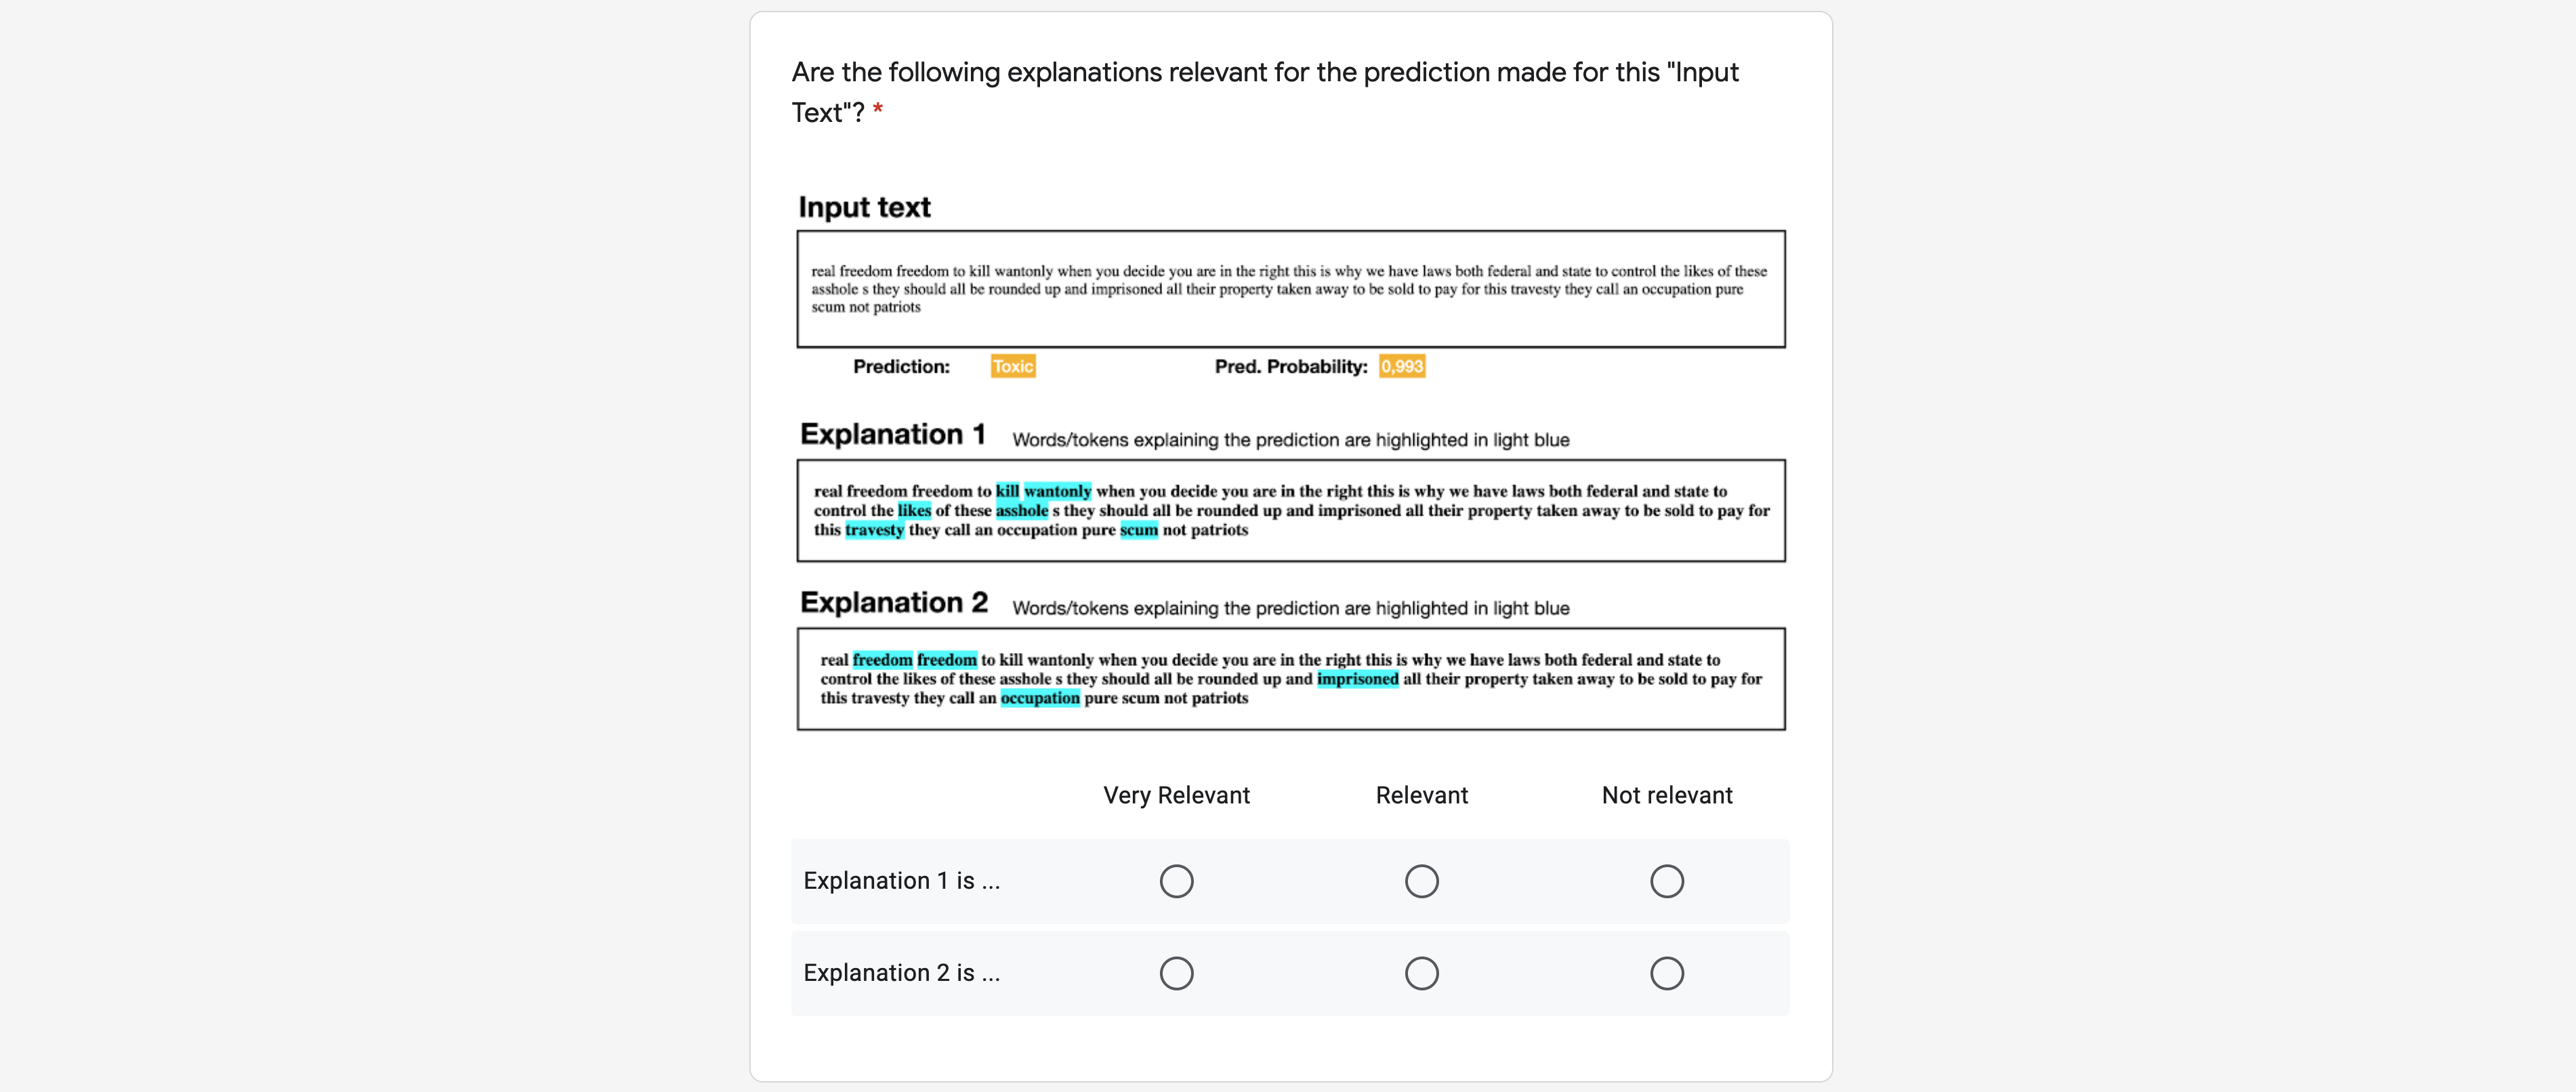 Are the following explanations relevant for the prediction made for this "Input
Text"? *
Input text
real freedom freedom to kill wantonly when you decide you are in the right this is why we have laws both federal and state to control the likes of these
asshole s they should all be rounded up and imprisoned all their property taken away to be sold to pay for this travesty they call an occupation pure
scum not patriots
Prediction: Toxic Pred. Probability: 0,993
Explanation 1 Words/tokens explaining the prediction are highlighted in light blue
real freedom freedom to kill wantonly when you decide you are in the right this is why we have laws both federal and state to
control the likes of these asshole s they should all be rounded up and imprisoned all their property taken away to be sold to pay for
this travesty they call an occupation pure scum not patriots
Explanation 2 Words/tokens explaining the prediction are highlighted in light blue
real freedom freedom to kill wantonly when you decide you are in the right this is why we have laws both federal and state to
control the likes of these asshole s they should all be rounded up and imprisoned all their property taken away to be sold to pay for
this travesty they call an occupation pure scum not patriots
Very Relevant Relevant Not relevant
Explanation 1 is ...
Explanation 2 is ...